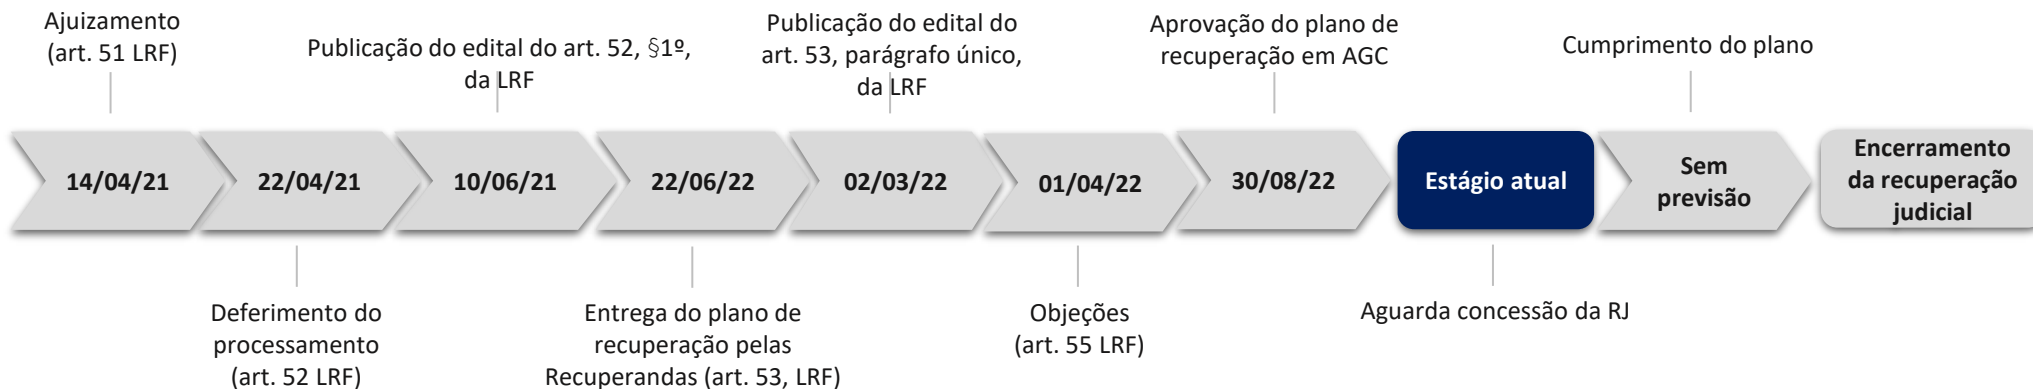 Ajuizamento
(art. 51 LRF)
Publicação do edital do art. 52, §1º,
da LRF
Publicação do edital do
art. 53, parágrafo único,
da LRF
Aprovação do plano de
recuperação em AGC
Cumprimento do plano
14/04/21
22/04/21
10/06/21
22/06/22
02/03/22
01/04/22
30/08/22
Estágio atual
Sem
previsão
Encerramento
da recuperação
judicial
Deferimento do
processamento
(art. 52 LRF)
Entrega do plano de
recuperação pelas
Recuperandas (art. 53, LRF)
Objeções
(art. 55 LRF)
Aguarda concessão da RJ